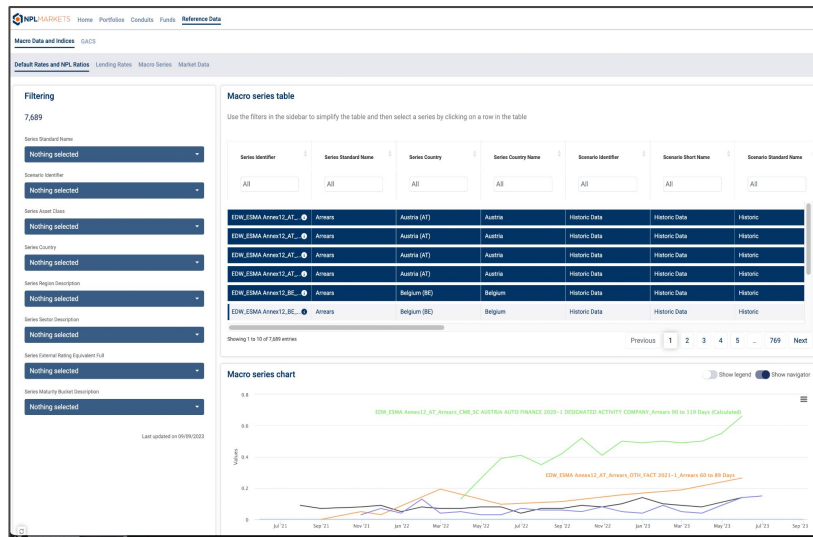 NPLMARKETS Home Portfolios Conduits Funds Reference Data
Macro Data and Indices GACS
Default Rates and NPL Ratios Lending Rates Macro Series Market Data
Filtering
7,689
Series Standard Name
Nothing selected
Scenario Identifier
Nothing selected
Series Asset Class
Nothing selected
Series Country
Nothing selected
Series Region Description
Nothing selected
Series Sector Description
Nothing selected
Series External Rating Equivalent Full
Nothing selected
Series Maturity Bucket Description
Nothing selected
Last updated on 09/09/2023
Macro series table
Use the filters in the sidebar to simplify the table and then select a series by clicking on a row in the table
Series Identifier Series Standard Name Series Country Series Country Name Scenario Identifier Scenario Short Name Scenario Standard Name
All All All All All All All
EDW_ESMA Annex12_AT_... Arrears Austria (AT) Austria Historic Data Historic Data Historic
EDW_ESMA Annex12_AT_... Arrears Austria (AT) Austria Historic Data Historic Data Historic
EDW_ESMA Annex12_AT_... Arrears Austria (AT) Austria Historic Data Historic Data Historic
EDW_ESMA Annex12_AT_... Arrears Austria (AT) Austria Historic Data Historic Data Historic
EDW_ESMA Annex12_BE_... Arrears Belgium (BE) Belgium Historic Data Historic Data Historic
EDW_ESMA Annex12_BE_... Arrears Belgium (BE) Belgium Historic Data Historic Data Historic
Showing 1 to 10 of 7,689 entries
Previous 1 2 3 4 5 ... 769 Next
Macro series chart
Show legend Show navigator
0.8
EDW_ESMA Annex12_AT_Arrears_CMR_SC AUSTRIA AUTO FINANCE 2020-1 DESIGNATED ACTIVITY COMPANY_Arrears 90 to 119 Days (Calculated)
0.6
Values
0.4
EDW_ESMA Annex12_AT_Arrears_OTH_FACT 2021-1_Arrears 60 to 89 Days
0.2
0
Jul '21 Sep '21 Nov '21 Jan '22 Mar '22 May '22 Jul '22 Sep '22 Nov '22 Jan '23 Mar '23 May '23 Jul '23 Sep '23